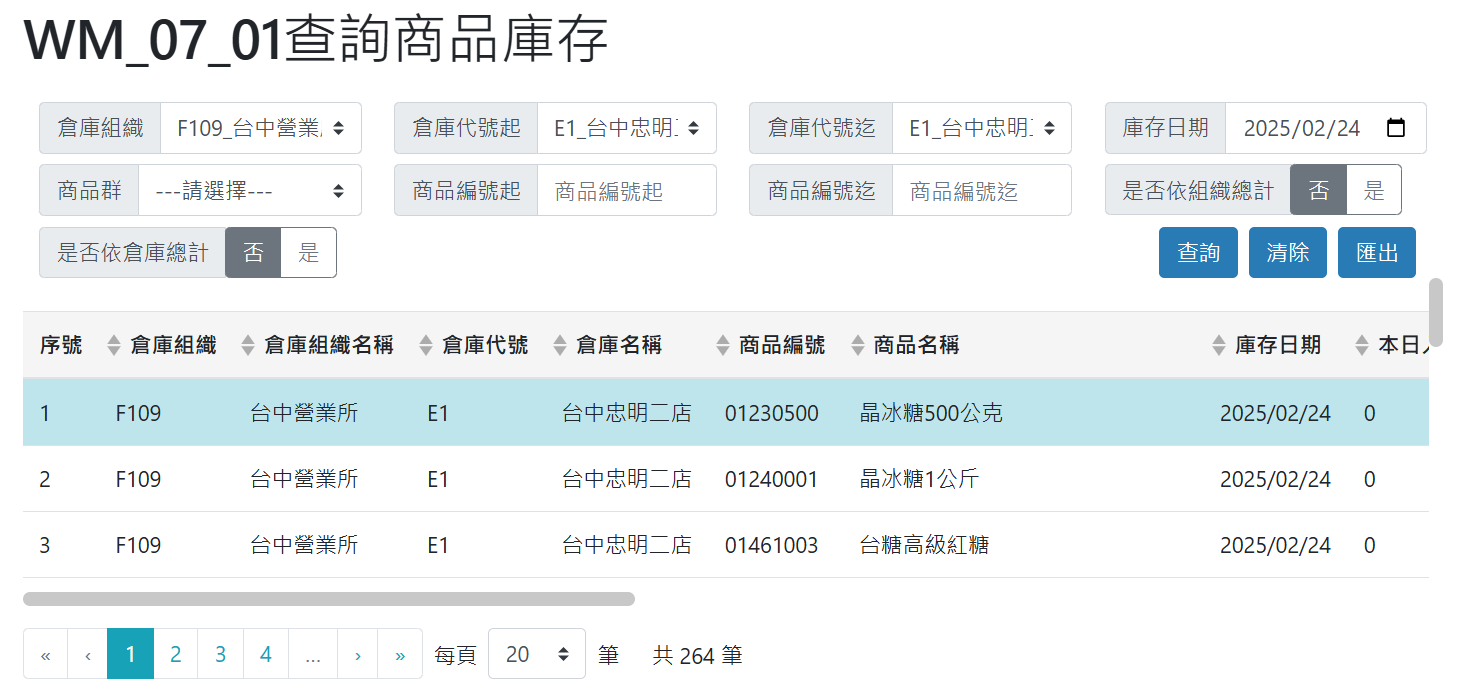 WM_07_01查詢商品庫存
倉庫組織 F109_台中營業 倉庫代號起 E1_台中忠明 倉庫代號迄 E1_台中忠明 庫存日期 2025/02/24
商品群 ---請選擇--- 商品編號起 商品編號起 商品編號迄 商品編號迄 是否依組織總計 否 是
是否依倉庫總計 否 是 查詢 清除 匯出
序號 倉庫組織 倉庫組織名稱 倉庫代號 倉庫名稱 商品編號 商品名稱 庫存日期 本日
1 F109 台中營業所 E1 台中忠明二店 01230500 晶冰糖500公克 2025/02/24 0
2 F109 台中營業所 E1 台中忠明二店 01240001 晶冰糖1公斤 2025/02/24 0
3 F109 台中營業所 E1 台中忠明二店 01461003 台糖高級紅糖 2025/02/24 0
« ‹ 1 2 3 4 ... › » 每頁 20 筆 共 264 筆